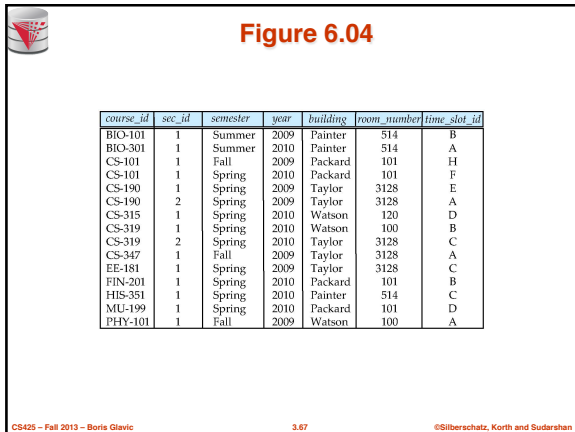 Figure 6.04
course_id sec_id semester year building room_number time_slot_id
BIO-101 1 Summer 2009 Painter 514 B
BIO-301 1 Summer 2010 Painter 514 A
CS-101 1 Fall 2009 Packard 101 H
CS-101 1 Spring 2010 Packard 101 F
CS-190 1 Spring 2009 Taylor 3128 E
CS-190 2 Spring 2009 Taylor 3128 A
CS-315 1 Spring 2010 Watson 120 D
CS-319 1 Spring 2010 Watson 100 B
CS-319 2 Spring 2010 Taylor 3128 C
CS-347 1 Fall 2009 Taylor 3128 A
EE-181 1 Spring 2009 Taylor 3128 C
FIN-201 1 Spring 2010 Packard 101 B
HIS-351 1 Spring 2010 Painter 514 C
MU-199 1 Spring 2010 Packard 101 D
PHY-101 1 Fall 2009 Watson 100 A
CS425 – Fall 2013 – Boris Glavic 3.67 ©Silberschatz, Korth and Sudarshan